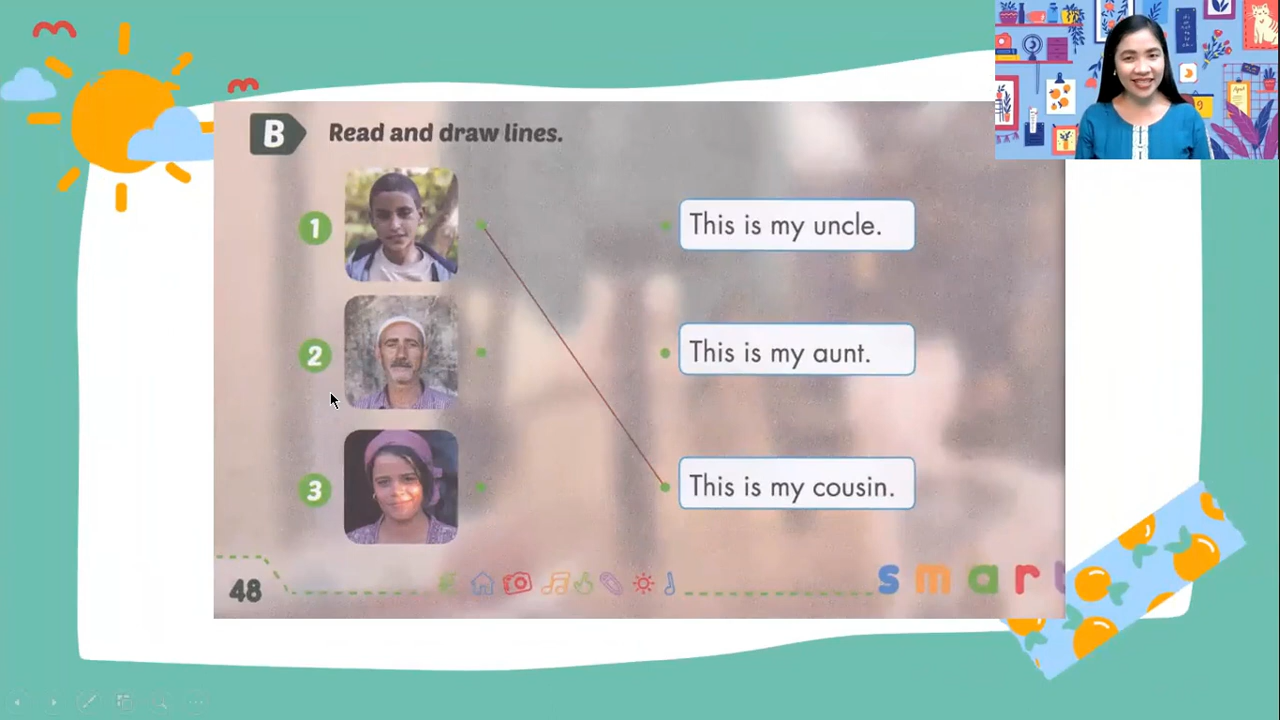 B Read and draw lines.
1 This is my uncle.
2 This is my aunt.
3 This is my cousin.
48
smar